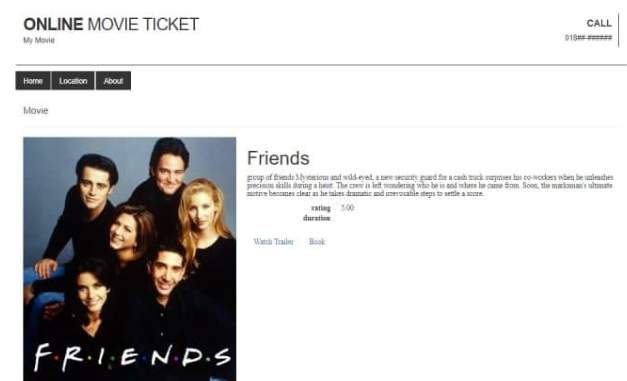 ONLINE MOVIE TICKET
My Movie
CALL
018##-######
Home Location About
Movie
Friends
group of friends Mysterious and wild-eyed, a new security guard for a cash truck surprises his co-workers when he unleashes
precision skills during a heist. The crew is left wondering who he is and where he came from. Soon, the marksman's ultimate
motive becomes clear as he takes dramatic and irrevocable steps to settle a score.
rating 5.00
duration
Watch Trailer Book
F·R·I·E·N·D·S